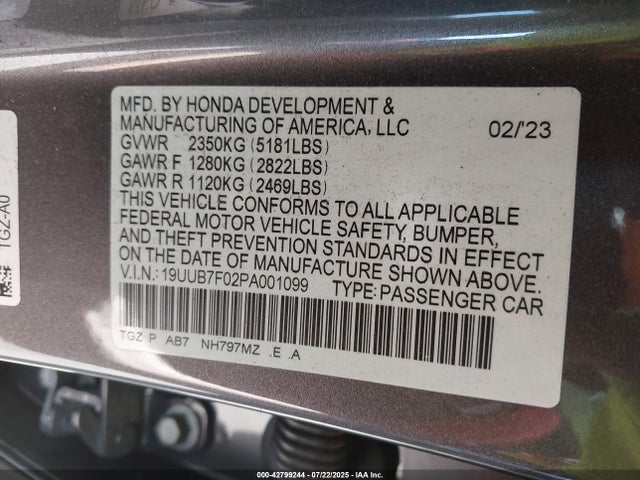 MFD. BY HONDA DEVELOPMENT &
MANUFACTURING OF AMERICA, LLC 02/'23
GVWR 2350KG (5181LBS)
GAWR F 1280KG (2822LBS)
GAWR R 1120KG (2469LBS)
THIS VEHICLE CONFORMS TO ALL APPLICABLE
FEDERAL MOTOR VEHICLE SAFETY, BUMPER,
AND THEFT PREVENTION STANDARDS IN EFFECT
ON THE DATE OF MANUFACTURE SHOWN ABOVE.
V.I.N.:19UUB7F02PA001099 TYPE:PASSENGER CAR
TGZ P AB7 NH797MZ .E .A
TGZ-A0
000-42799244 | 07/22/2025 | IAA Inc.